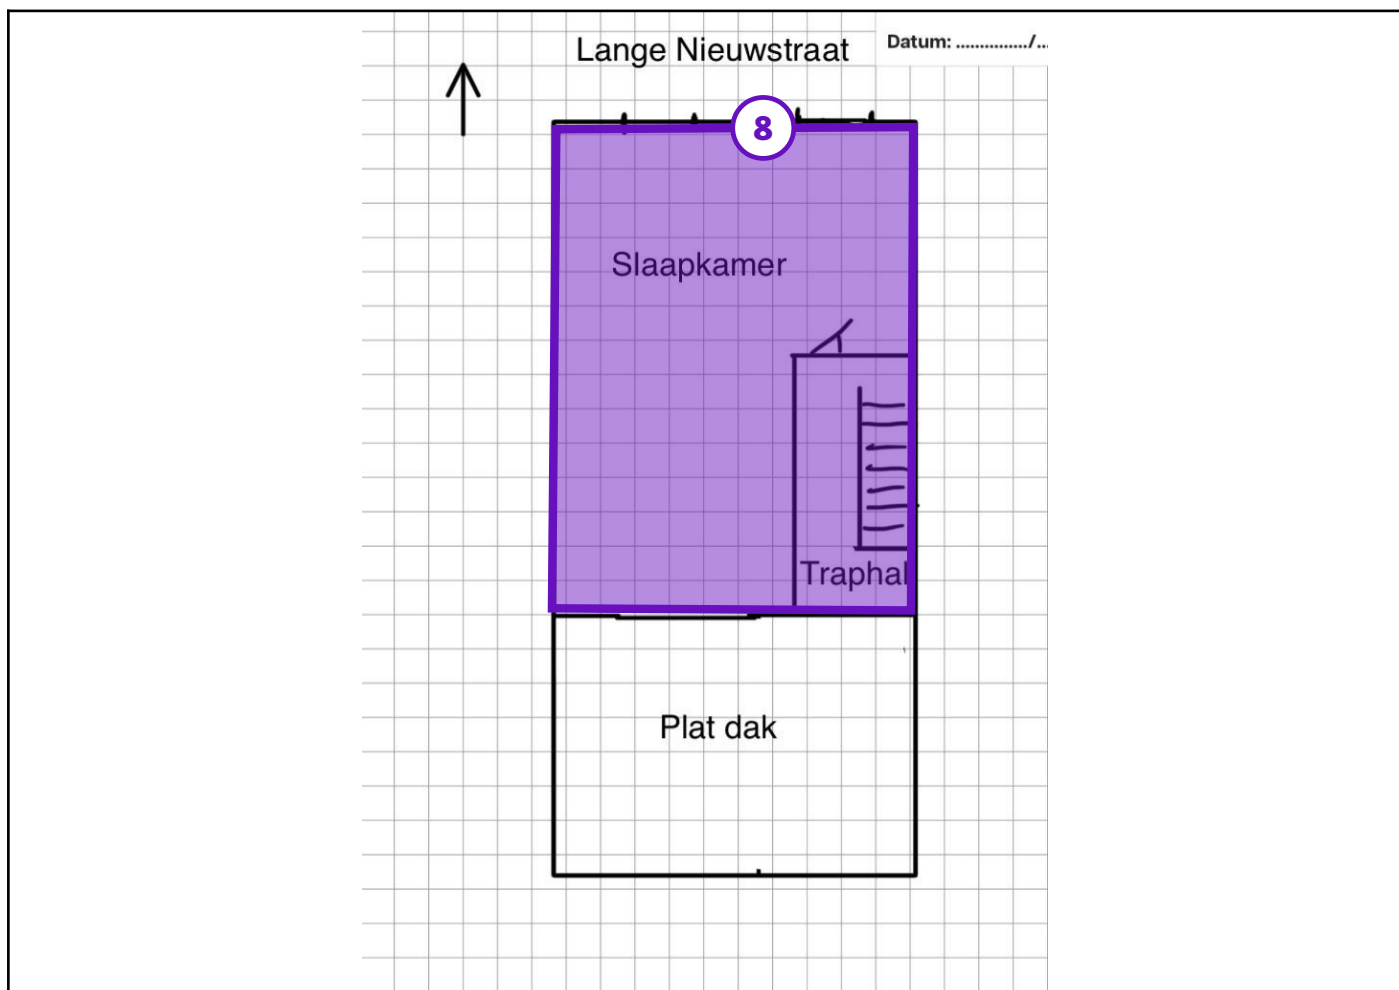 Lange Nieuwstraat
Datum: .............../...
8
Slaapkamer
Traphal
Plat dak